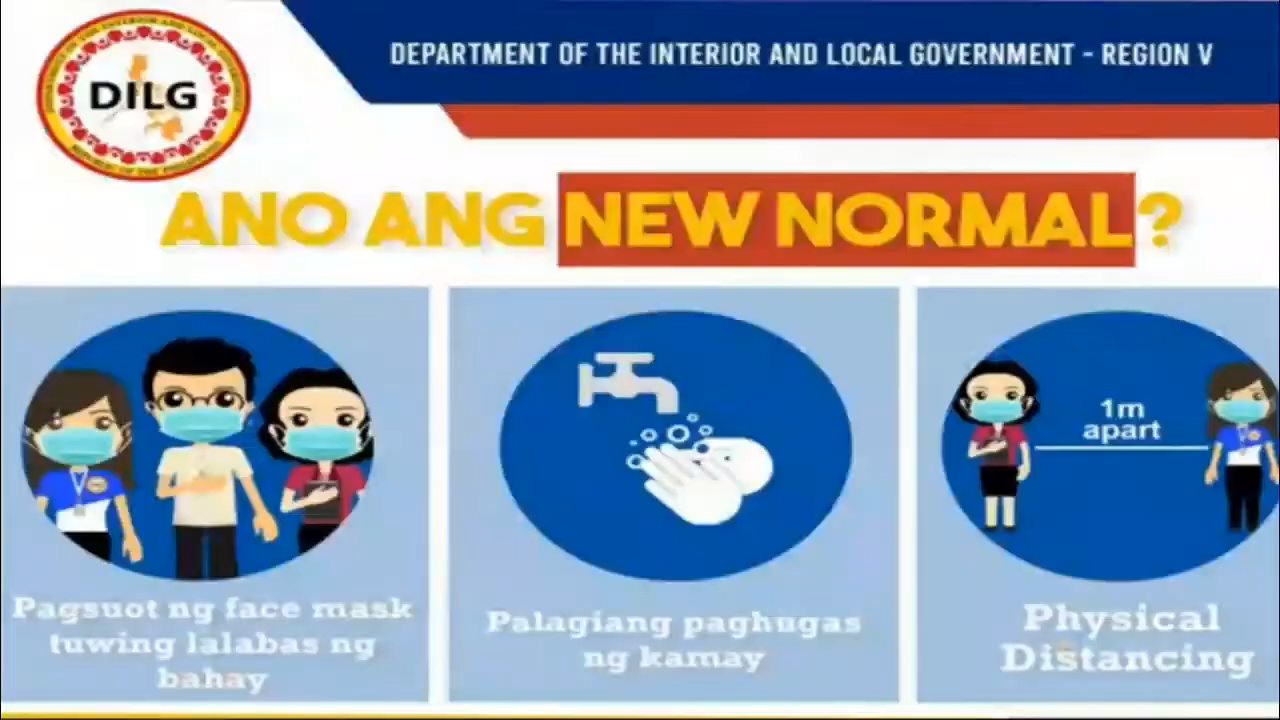 DILG
DEPARTMENT OF THE INTERIOR AND LOCAL GOVERNMENT - REGION V
ANO ANG NEW NORMAL?
Pagsuot ng face mask
tuwing lalabas ng
bahay
Palagiang paghugas
ng kamay
1m
apart
Physical
Distancing